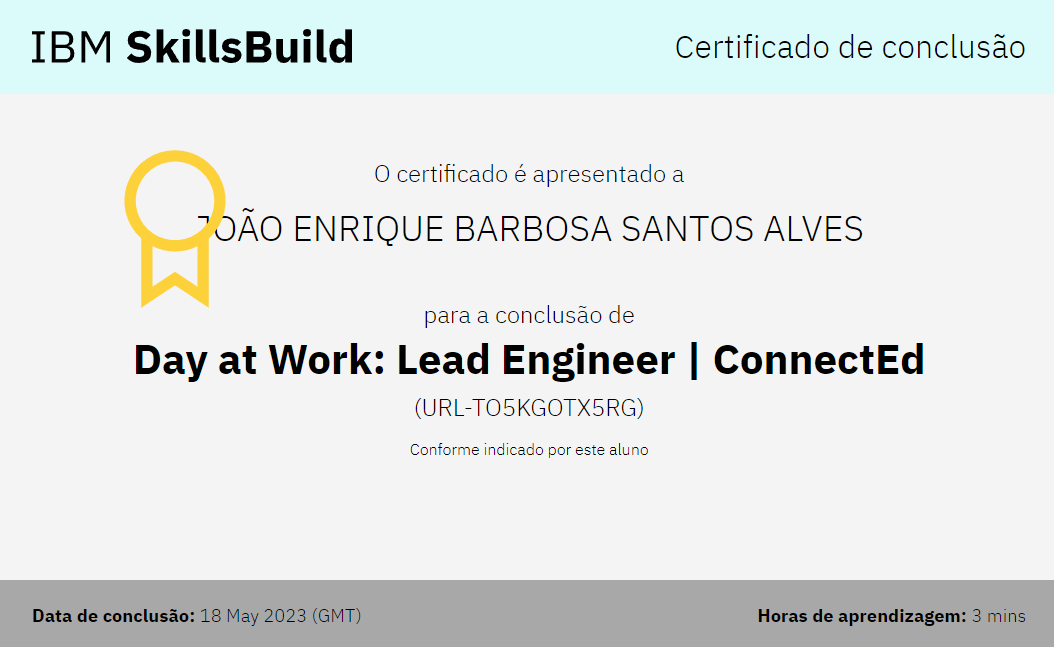 IBM SkillsBuild
Certificado de conclusão
O certificado é apresentado a
JOÃO ENRIQUE BARBOSA SANTOS ALVES
para a conclusão de
Day at Work: Lead Engineer | ConnectEd
(URL-TO5KGOTX5RG)
Conforme indicado por este aluno
Data de conclusão: 18 May 2023 (GMT)
Horas de aprendizagem: 3 mins